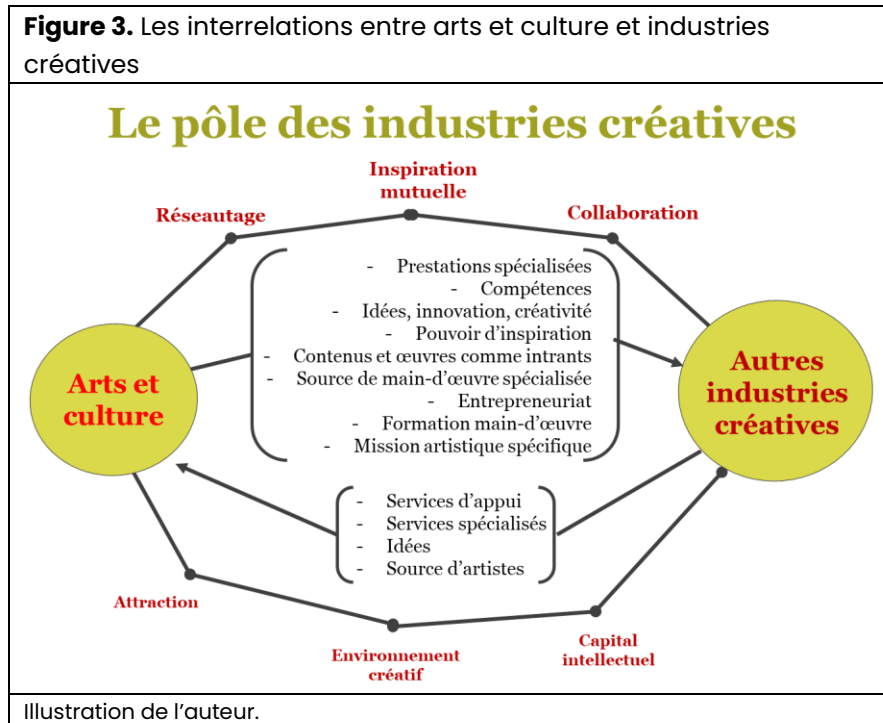 Figure 3. Les interrelations entre arts et culture et industries
créatives
Le pôle des industries créatives
Inspiration
mutuelle
Réseautage
Collaboration
- Prestations spécialisées
- Compétences
- Idées, innovation, créativité
- Pouvoir d'inspiration
- Contenus et œuvres comme intrants
- Source de main-d'œuvre spécialisée
- Entrepreneuriat
- Formation main-d'œuvre
- Mission artistique spécifique
Arts et
culture
Autres
industries
créatives
- Services d'appui
- Services spécialisés
- Idées
- Source d'artistes
Attraction
Environnement
créatif
Capital
intellectuel
Illustration de l'auteur.